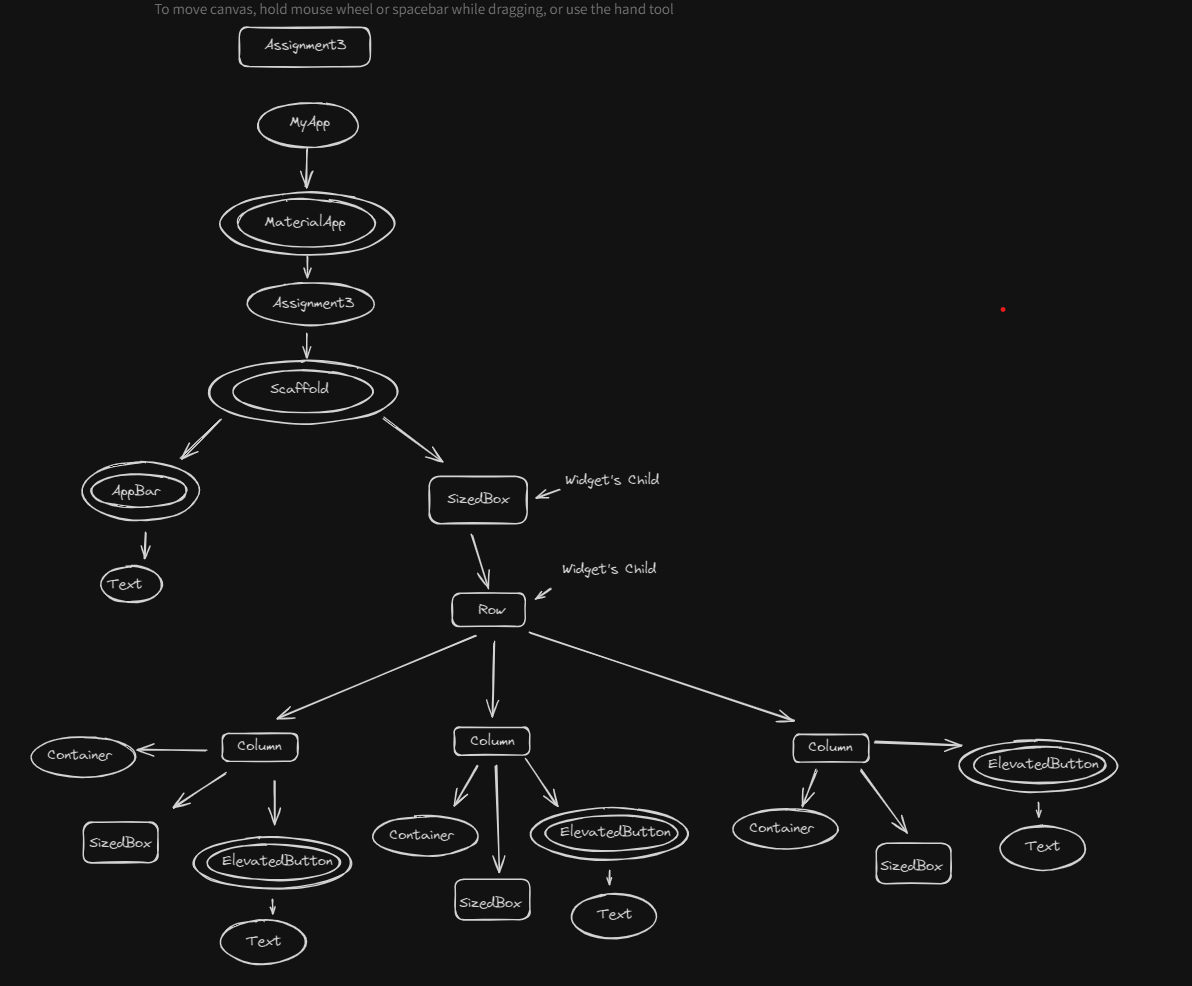 To move canvas, hold mouse wheel or spacebar while dragging, or use the hand tool
Assignment3
MyApp
MaterialApp
Assignment3
Scaffold
AppBar
SizedBox
Widget's Child
Text
Widget's Child
Row
Container
Column
Column
Column
ElevatedButton
SizedBox
ElevatedButton
Container
ElevatedButton
Container
SizedBox
Text
Text
SizedBox
Text